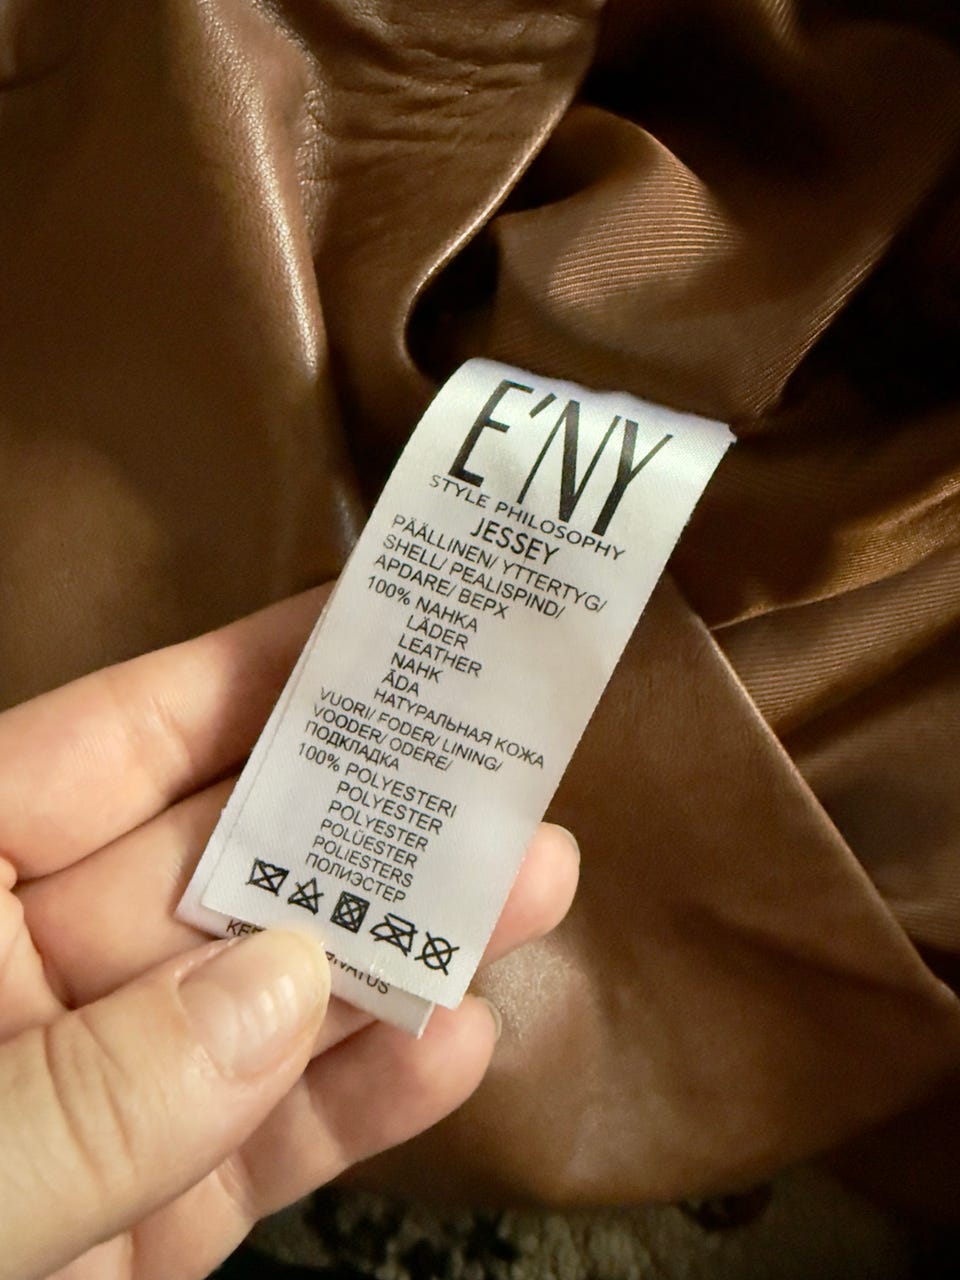 E'NY
STYLE PHILOSOPHY
JESSEY
PÄÄLLINEN/ YTTERTYG/
SHELL/ PEALISPIND/
APDARE/ ВЕРХ
100% NAHKA
LÄDER
LEATHER
NAHK
ĀDA
НАТУРАЛЬНАЯ КОЖА
VUORI/ FODER/ LINING/
VOODER/ ODERE/
ПОДКЛАДКА
100% POLYESTERI
POLYESTER
POLYESTER
POLÜESTER
POLIESTERS
ПОЛИЭСТЕР